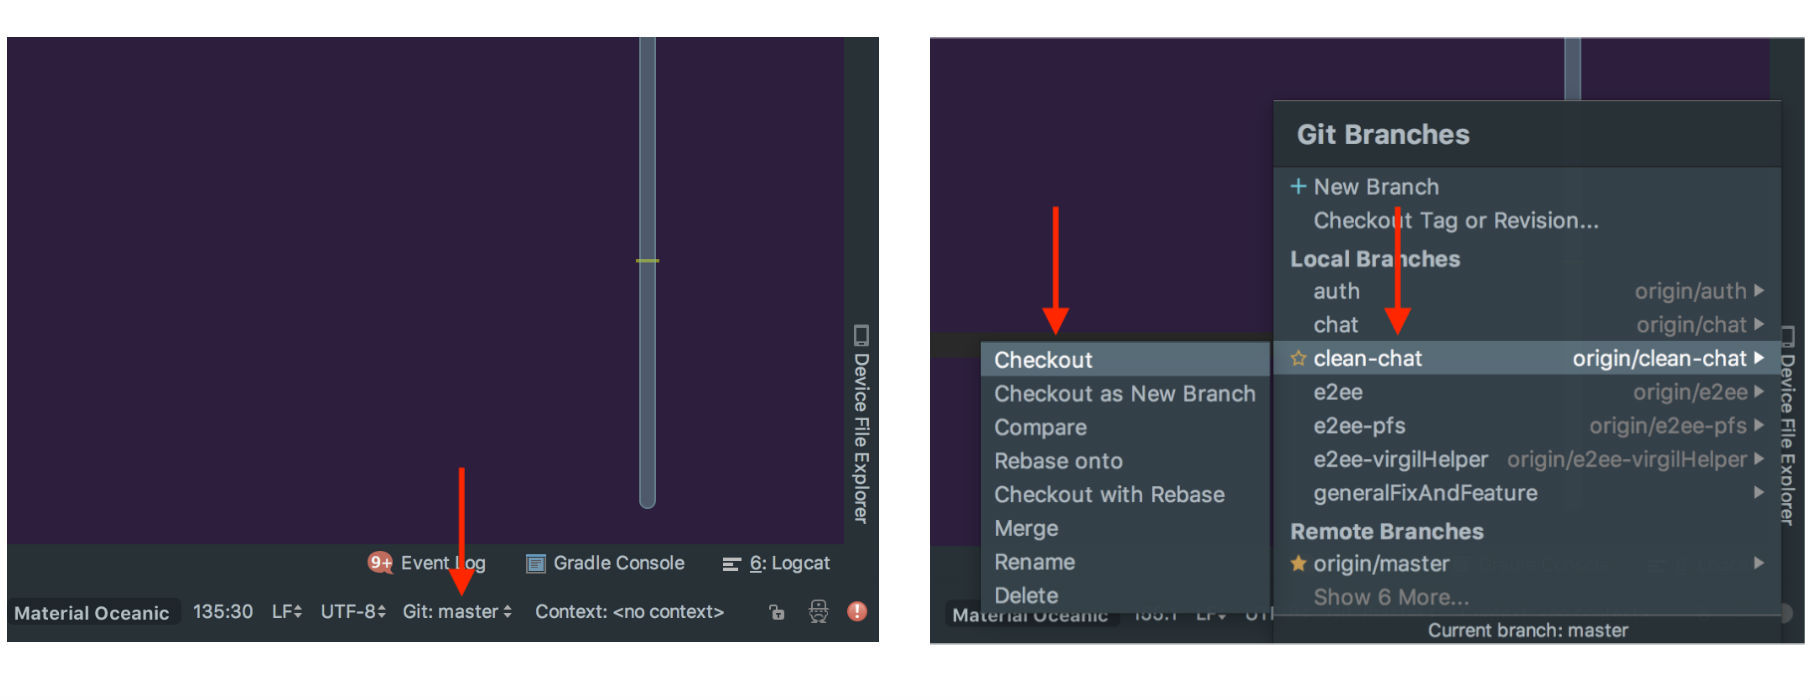 Device File Explorer
9+ Event Log
Gradle Console
6: Logcat
Material Oceanic
135:30
LF
UTF-8
Git: master
Context: <no context>
Git Branches
+ New Branch
Checkout Tag or Revision...
Local Branches
auth origin/auth
chat origin/chat
clean-chat origin/clean-chat
e2ee origin/e2ee
e2ee-pfs origin/e2ee-pfs
e2ee-virgilHelper origin/e2ee-virgilHelper
generalFixAndFeature
Remote Branches
origin/master
Show 6 More...
Current branch: master
Checkout
Checkout as New Branch
Compare
Rebase onto
Checkout with Rebase
Merge
Rename
Delete
Device File Explorer
Material Oceanic